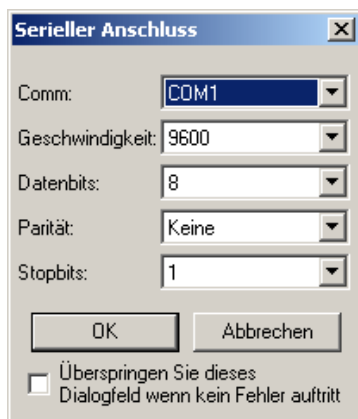 Serieller Anschluss
Comm: COM1
Geschwindigkeit: 9600
Datenbits: 8
Parität: Keine
Stopbits: 1
OK Abbrechen
Überspringen Sie dieses
Dialogfeld wenn kein Fehler auftritt